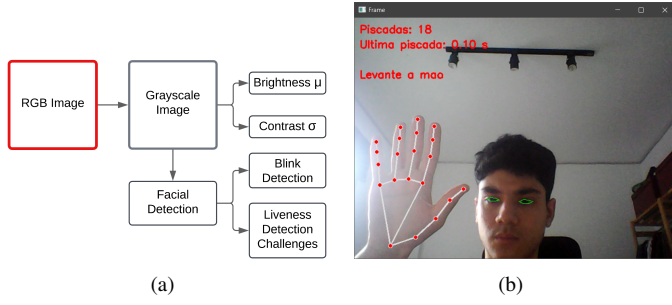 RGB Image
Grayscale
Image
Brightness μ
Contrast σ
Facial
Detection
Blink
Detection
Liveness
Detection
Challenges
(a)
Frame
Piscadas: 18
Ultima piscada: 0.10 s
Levante a mao
(b)